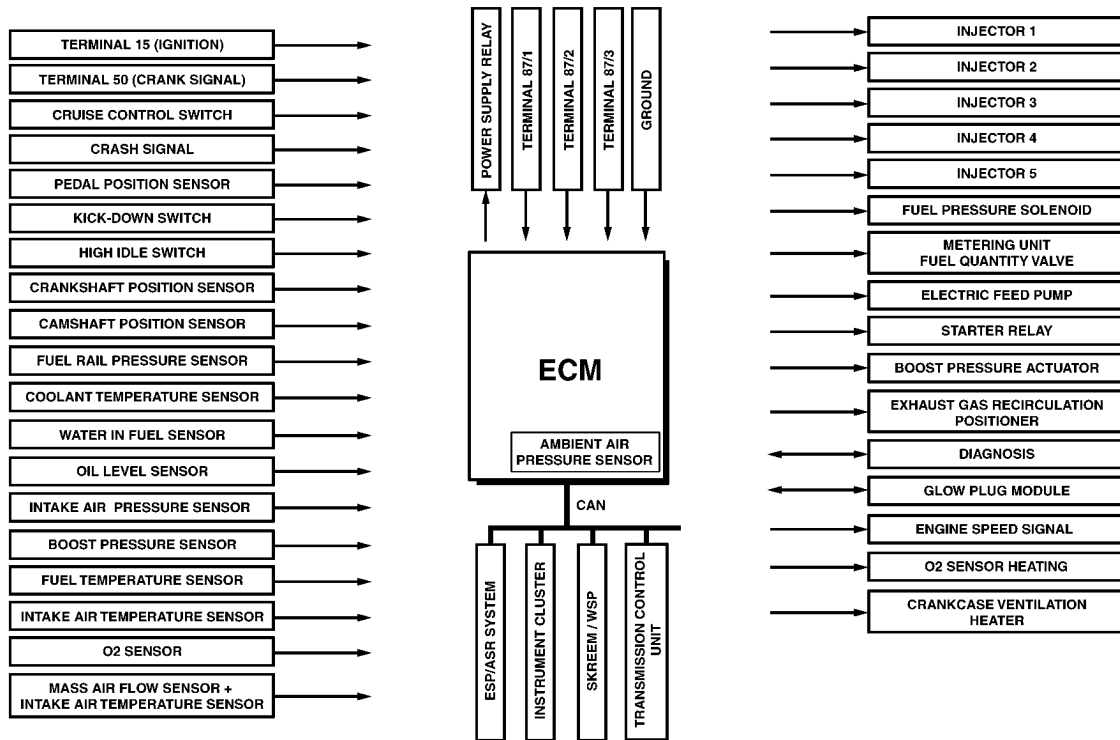 TERMINAL 15 (IGNITION)
TERMINAL 50 (CRANK SIGNAL)
CRUISE CONTROL SWITCH
CRASH SIGNAL
PEDAL POSITION SENSOR
KICK-DOWN SWITCH
HIGH IDLE SWITCH
CRANKSHAFT POSITION SENSOR
CAMSHAFT POSITION SENSOR
FUEL RAIL PRESSURE SENSOR
COOLANT TEMPERATURE SENSOR
WATER IN FUEL SENSOR
OIL LEVEL SENSOR
INTAKE AIR PRESSURE SENSOR
BOOST PRESSURE SENSOR
FUEL TEMPERATURE SENSOR
INTAKE AIR TEMPERATURE SENSOR
O2 SENSOR
MASS AIR FLOW SENSOR +
INTAKE AIR TEMPERATURE SENSOR
POWER SUPPLY RELAY
TERMINAL 87/1
TERMINAL 87/2
TERMINAL 87/3
GROUND
ECM
AMBIENT AIR
PRESSURE SENSOR
CAN
ESP/ASR SYSTEM
INSTRUMENT CLUSTER
SKREEM / WSP
TRANSMISSION CONTROL
UNIT
INJECTOR 1
INJECTOR 2
INJECTOR 3
INJECTOR 4
INJECTOR 5
FUEL PRESSURE SOLENOID
METERING UNIT
FUEL QUANTITY VALVE
ELECTRIC FEED PUMP
STARTER RELAY
BOOST PRESSURE ACTUATOR
EXHAUST GAS RECIRCULATION
POSITIONER
DIAGNOSIS
GLOW PLUG MODULE
ENGINE SPEED SIGNAL
O2 SENSOR HEATING
CRANKCASE VENTILATION
HEATER